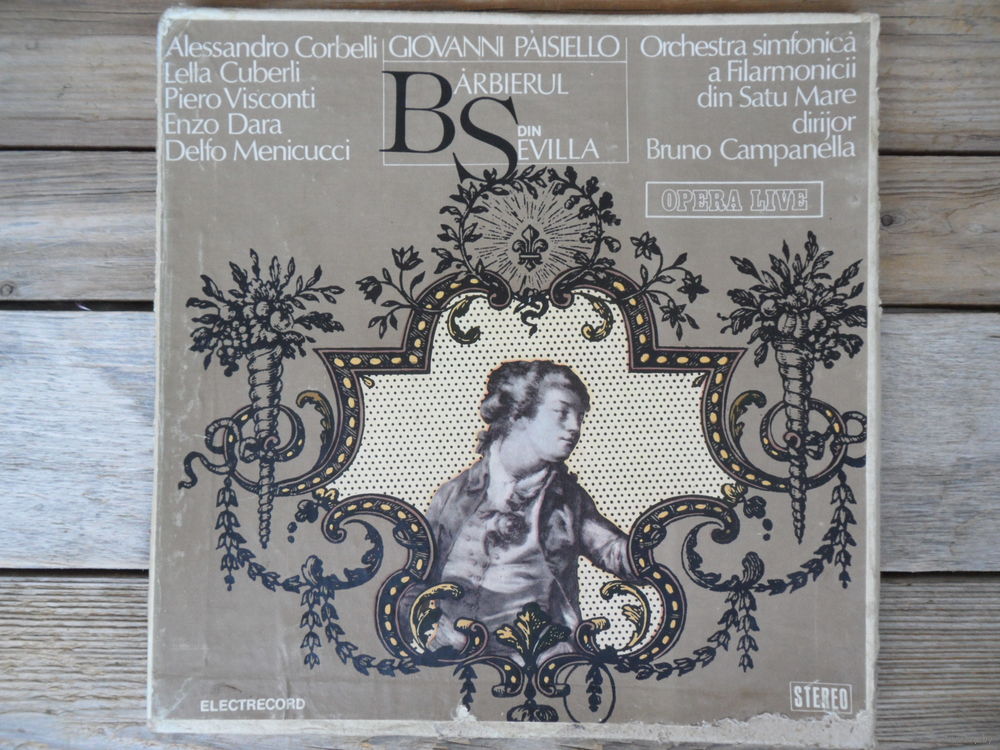 Alessandro Corbelli
Lella Cuberli
Piero Visconti
Enzo Dara
Delfo Menicucci
GIOVANNI PAISIELLO
BARBIERUL
DIN
SEVILLA
Orchestra simfonică
a Filarmonicii
din Satu Mare
dirijor
Bruno Campanella
OPERA LIVE
ELECTRECORD
STEREO